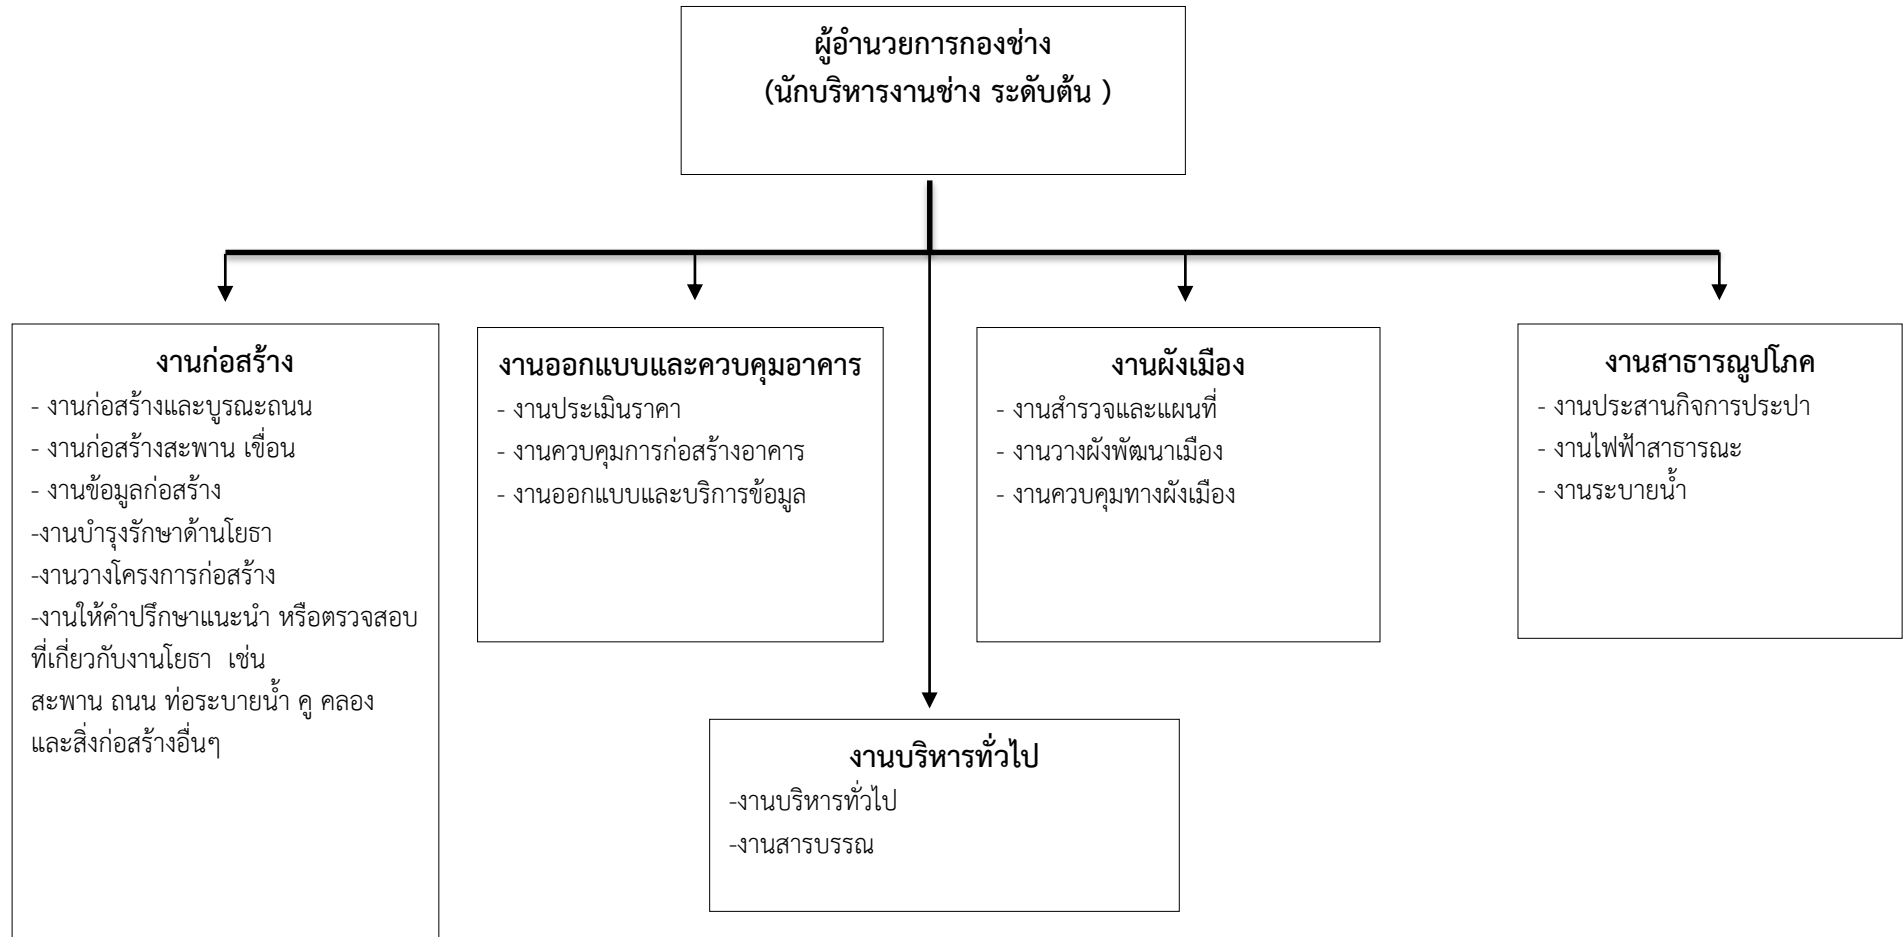 ผู้อำนวยการกองช่าง
(นักบริหารงานช่าง ระดับต้น )
งานก่อสร้าง
- งานก่อสร้างและบูรณะถนน
- งานก่อสร้างสะพาน เขื่อน
- งานข้อมูลก่อสร้าง
-งานบำรุงรักษาด้านโยธา
-งานวางโครงการก่อสร้าง
-งานให้คำปรึกษาแนะนำ หรือตรวจสอบ
ที่เกี่ยวกับงานโยธา เช่น
สะพาน ถนน ท่อระบายน้ำ คู คลอง
และสิ่งก่อสร้างอื่นๆ
งานออกแบบและควบคุมอาคาร
- งานประเมินราคา
- งานควบคุมการก่อสร้างอาคาร
- งานออกแบบและบริการข้อมูล
งานผังเมือง
- งานสำรวจและแผนที่
- งานวางผังพัฒนาเมือง
- งานควบคุมทางผังเมือง
งานสาธารณูปโภค
- งานประสานกิจการประปา
- งานไฟฟ้าสาธารณะ
- งานระบายน้ำ
งานบริหารทั่วไป
-งานบริหารทั่วไป
-งานสารบรรณ